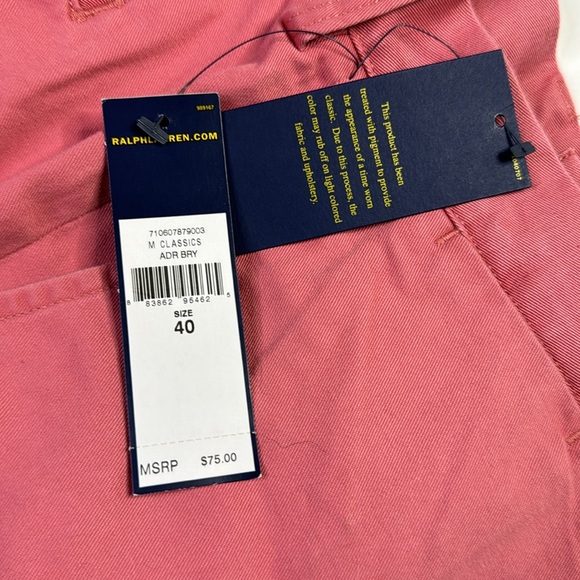 999167
RALPHLAUREN.COM
710607879003
M CLASSICS
ADR BRY
8 83862 95462 5
SIZE
40
MSRP $75.00
This product has been
treated with pigment to provide
the appearance of a time worn
classic. Due to this process, the
color may rub off on light colored
fabric and upholstery.